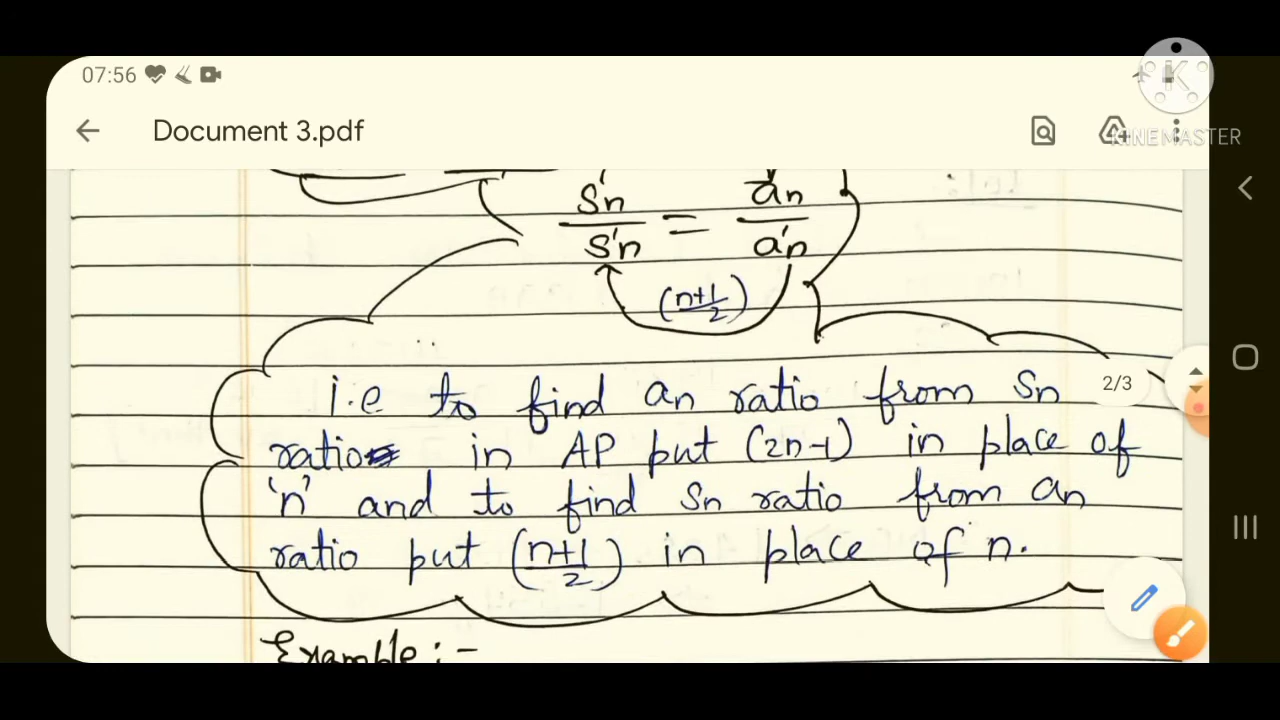 07:56
KINEMASTER
Document 3.pdf
S'n/S'n = an/a'n
(n+1/2)
i.e to find an ratio from Sn
2/3
ratio in AP put (2n-1) in place of
'n' and to find Sn ratio from an
ratio put (n+1/2) in place of n.
Example :-